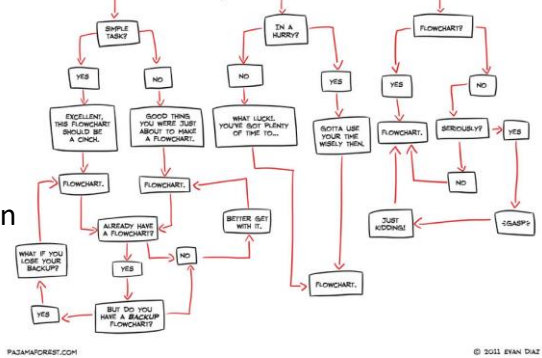 SIMPLE
TASK?
IN A
HURRY?
FLOWCHART?
YES
NO
NO
YES
YES
NO
EXCELLENT,
THIS FLOWCHART
SHOULD BE
A CINCH.
GOOD THING
YOU WERE JUST
ABOUT TO MAKE
A FLOWCHART.
WHAT LUCK!
YOU'VE GOT PLENTY
OF TIME TO...
GOTTA USE
YOUR TIME
WISELY THEN.
FLOWCHART.
SERIOUSLY?
YES
FLOWCHART.
FLOWCHART.
NO
n
ALREADY HAVE
A FLOWCHART?
BETTER GET
WITH IT.
JUST
KIDDING!
:GASP:
WHAT IF YOU
LOSE YOUR
BACKUP?
YES
NO
FLOWCHART.
YES
BUT DO YOU
HAVE A BACKUP
FLOWCHART?
PAJAMAFOREST.COM
© 2011 EVAN DIAZ